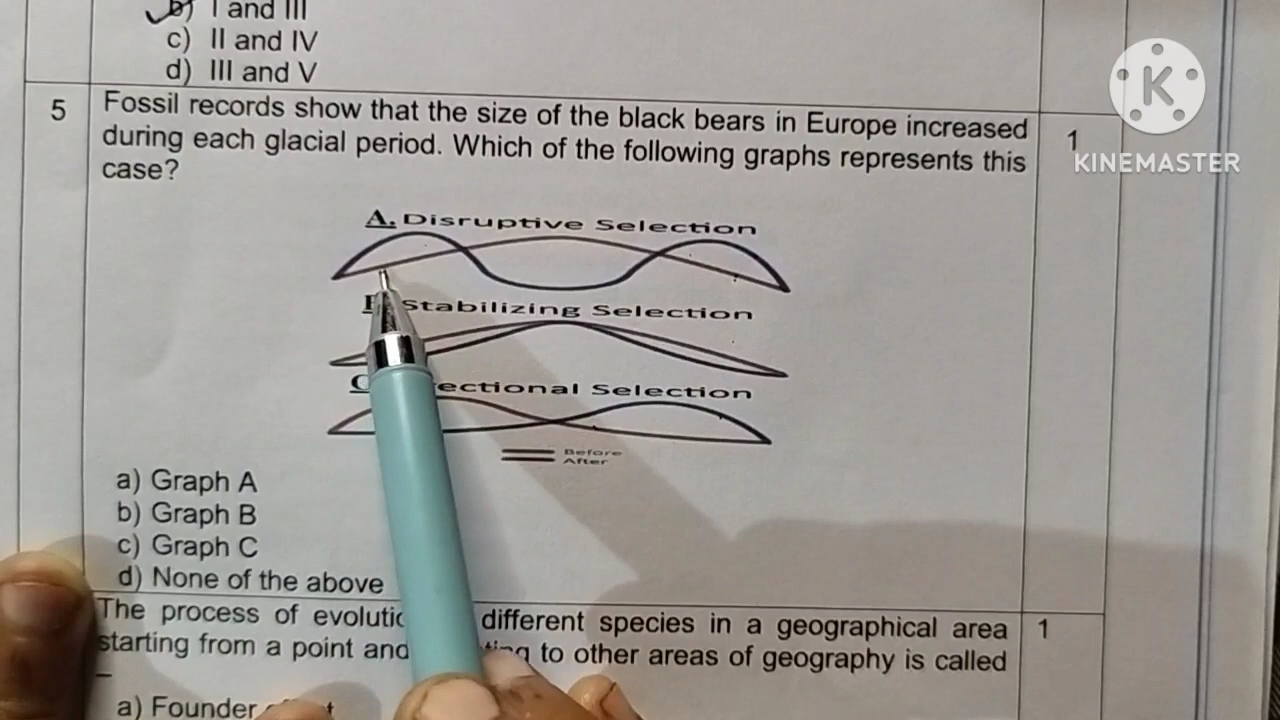 b) I and III
c) II and IV
d) III and V
K
KINEMASTER
5
Fossil records show that the size of the black bears in Europe increased
during each glacial period. Which of the following graphs represents this
case?
1
A. Disruptive Selection
Stabilizing Selection
ectional Selection
Before
After
a) Graph A
b) Graph B
c) Graph C
d) None of the above
The process of evolutio different species in a geographical area
starting from a point and ting to other areas of geography is called
1
a) Founder